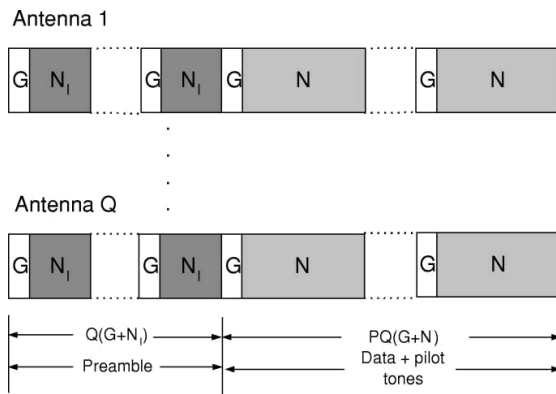 Antenna 1
G N_I G N_I G N G N
Antenna Q
G N_I G N_I G N G N
Q(G+N_I) PQ(G+N)
Preamble Data + pilot
tones